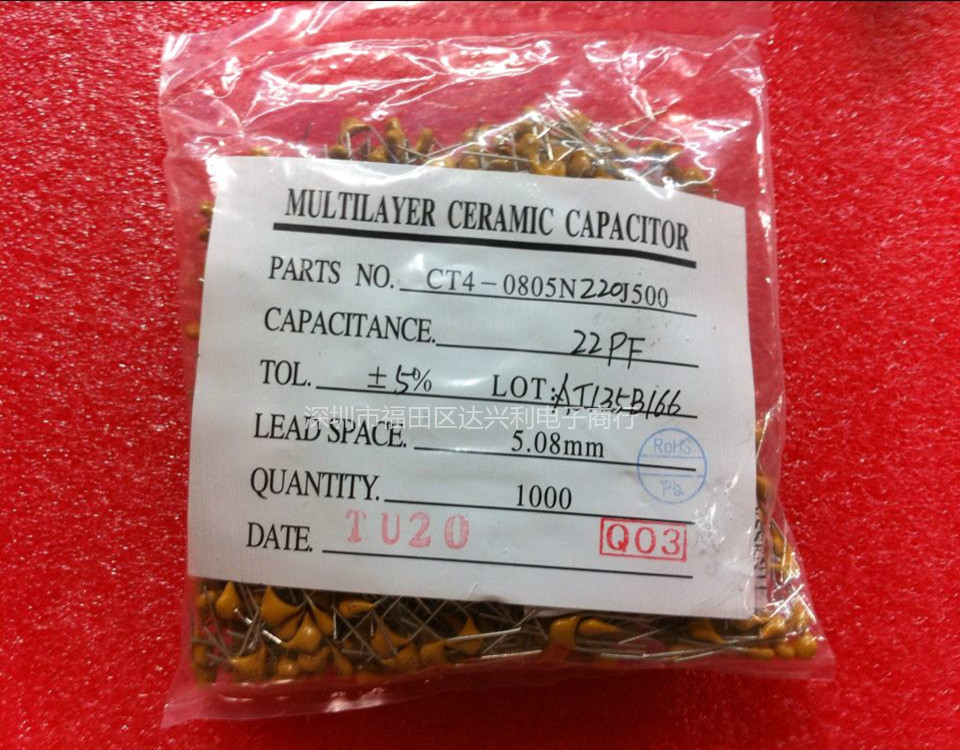 MULTILAYER CERAMIC CAPACITOR
PARTS NO. CT4-0805N220J500
CAPACITANCE. 22PF
TOL. ±5% LOT:AT135B166
深圳市福田区达兴利电子商行
LEAD SPACE. 5.08mm
RoHS
QUANTITY. 1000
DATE. TU20 Q03